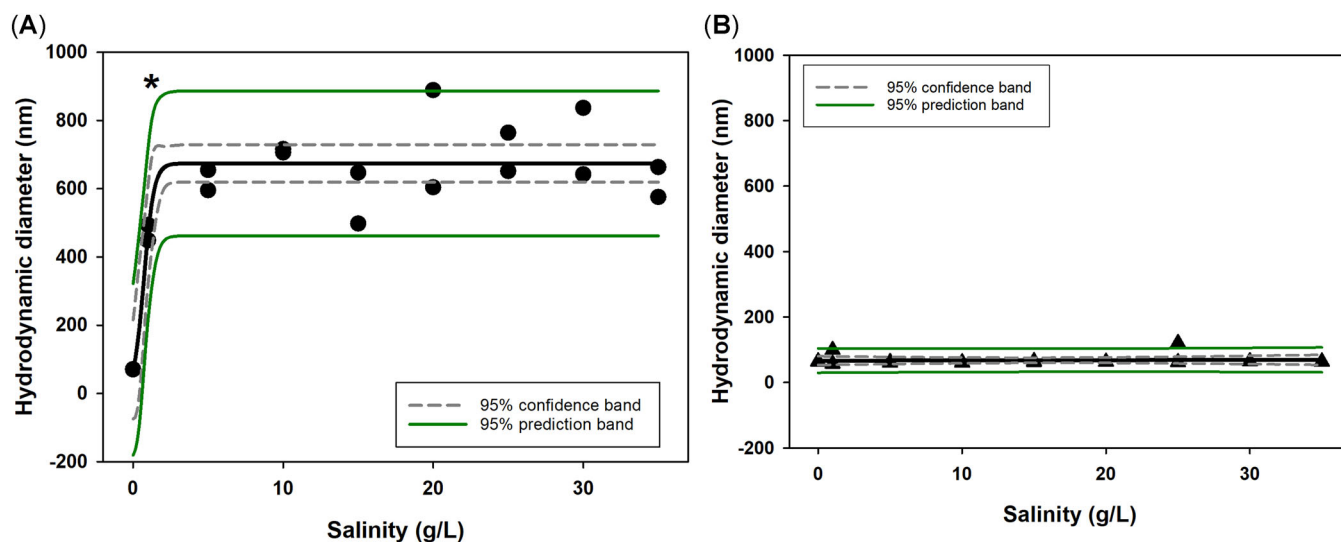 (A)
1000
800
600
400
200
0
-200
Hydrodynamic diameter (nm)
*
95% confidence band
95% prediction band
0 10 20 30
Salinity (g/L)
(B)
1000
800
600
400
200
0
-200
Hydrodynamic diameter (nm)
95% confidence band
95% prediction band
0 10 20 30
Salinity (g/L)